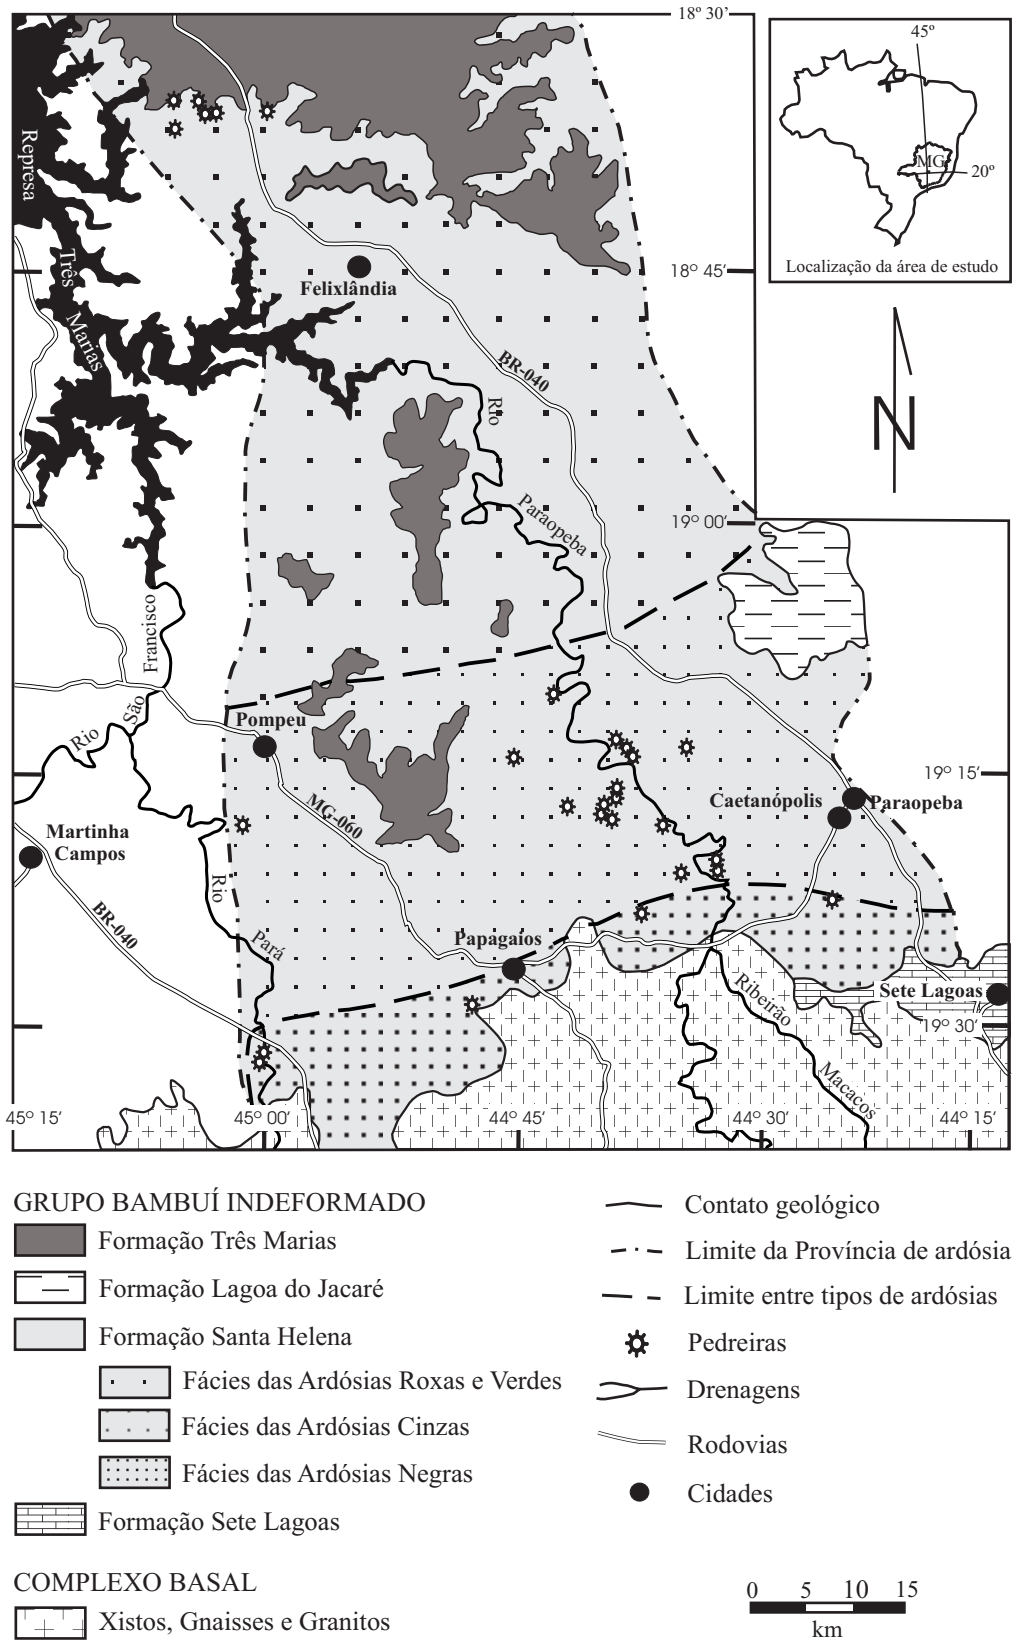 18º 30'
45º
MG
20º
Localização da área de estudo
Represa
Três
Marias
Felixlândia
18º 45'
BR-040
Rio
Paraopeba
N
19º 00'
Francisco
São
Rio
Pompeu
MG-060
19º 15'
Caetanópolis
Paraopeba
Martinha
Campos
Rio
BR-040
Pará
Papagaios
Ribeirão
Sete Lagoas
19º 30'
Macacos
45º 15'
45º 00'
44º 45'
44º 30'
44º 15'
GRUPO BAMBUÍ INDEFORMADO
Formação Três Marias
Formação Lagoa do Jacaré
Formação Santa Helena
Fácies das Ardósias Roxas e Verdes
Fácies das Ardósias Cinzas
Fácies das Ardósias Negras
Formação Sete Lagoas
COMPLEXO BASAL
Xistos, Gnaisses e Granitos
Contato geológico
Limite da Província de ardósia
Limite entre tipos de ardósias
Pedreiras
Drenagens
Rodovias
Cidades
0 5 10 15
km